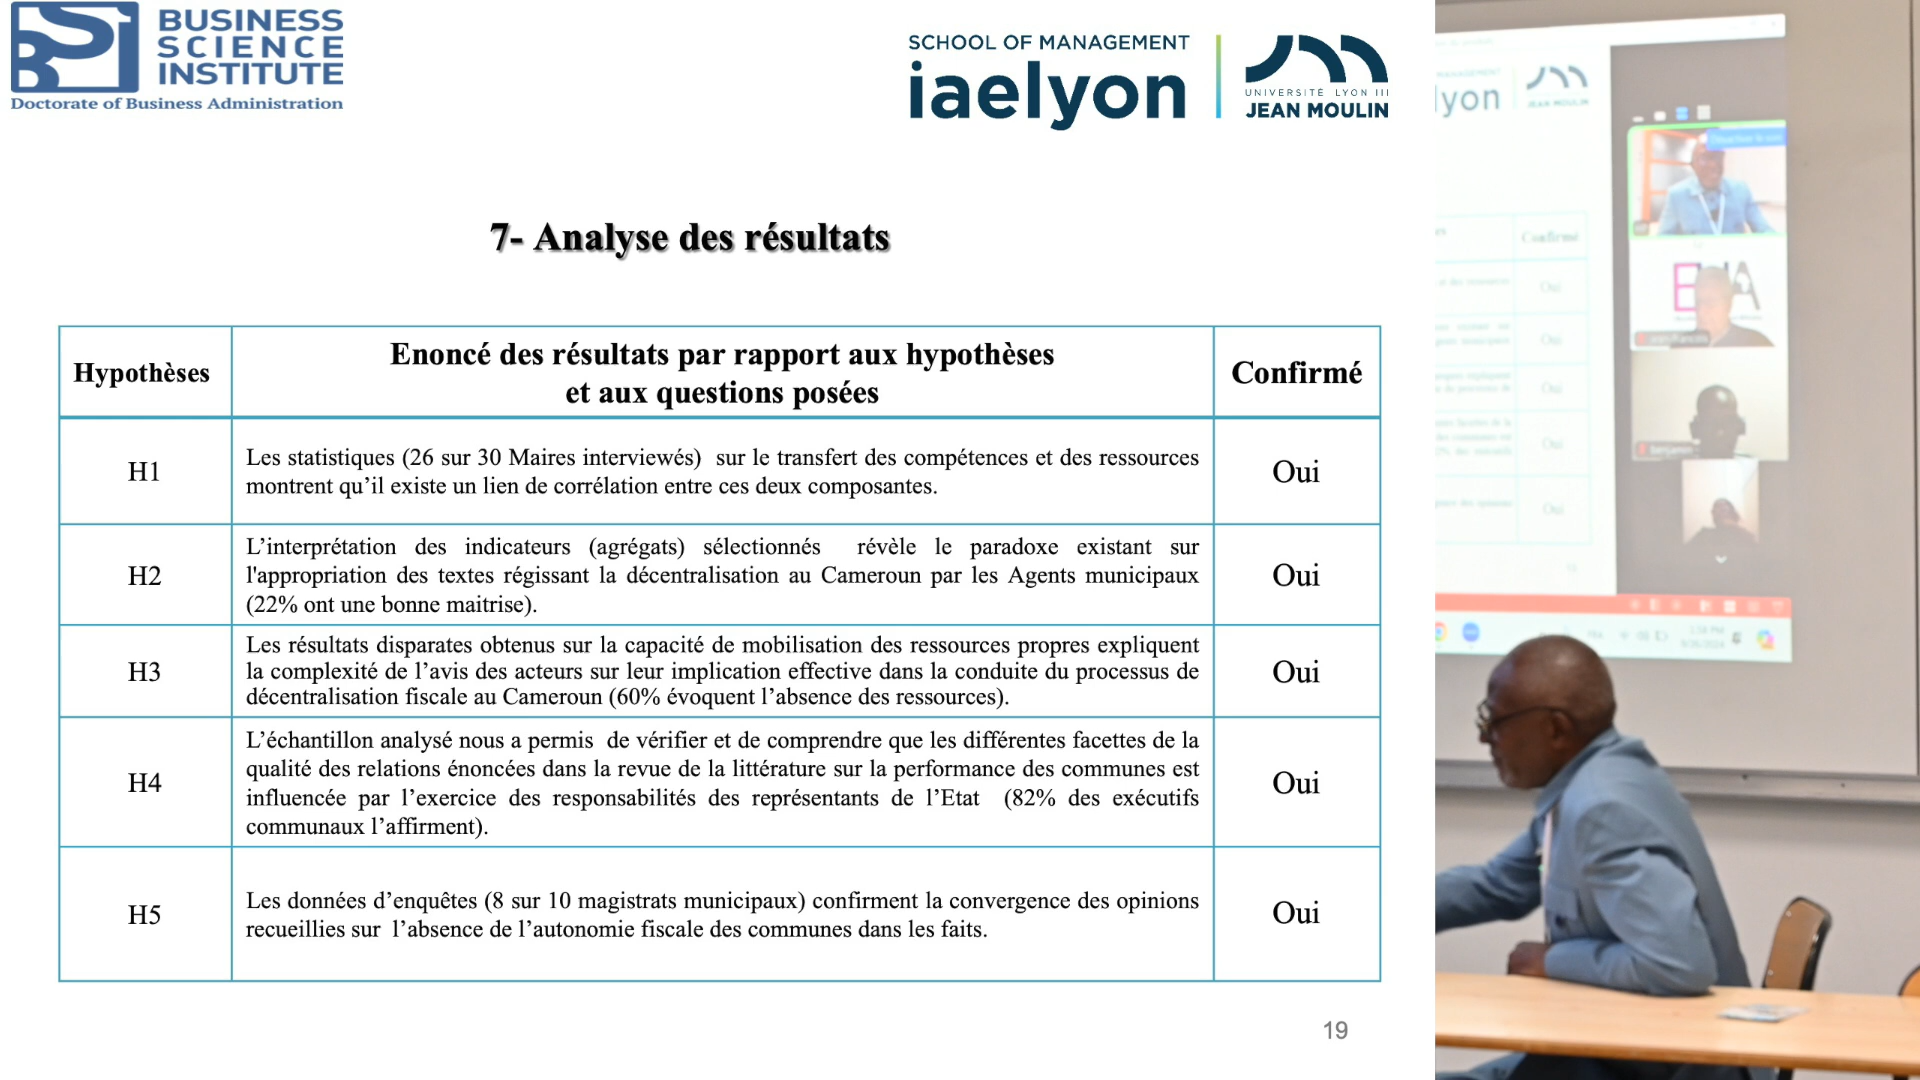 BUSINESS
SCIENCE
INSTITUTE
Doctorate of Business Administration
SCHOOL OF MANAGEMENT
iaelyon
UNIVERSITÉ LYON III
JEAN MOULIN
7- Analyse des résultats
Hypothèses
Enoncé des résultats par rapport aux hypothèses
et aux questions posées
Confirmé
H1
Les statistiques (26 sur 30 Maires interviewés) sur le transfert des compétences et des ressources
montrent qu’il existe un lien de corrélation entre ces deux composantes.
Oui
H2
L’interprétation des indicateurs (agrégats) sélectionnés révèle le paradoxe existant sur
l'appropriation des textes régissant la décentralisation au Cameroun par les Agents municipaux
(22% ont une bonne maitrise).
Oui
H3
Les résultats disparates obtenus sur la capacité de mobilisation des ressources propres expliquent
la complexité de l’avis des acteurs sur leur implication effective dans la conduite du processus de
décentralisation fiscale au Cameroun (60% évoquent l’absence des ressources).
Oui
H4
L’échantillon analysé nous a permis de vérifier et de comprendre que les différentes facettes de la
qualité des relations énoncées dans la revue de la littérature sur la performance des communes est
influencée par l’exercice des responsabilités des représentants de l’Etat (82% des exécutifs
communaux l’affirment).
Oui
H5
Les données d’enquêtes (8 sur 10 magistrats municipaux) confirment la convergence des opinions
recueillies sur l’absence de l’autonomie fiscale des communes dans les faits.
Oui
19
lyon
JEAN MOULIN
Confirmé
Oui
Oui
Oui
Oui
Oui
Benjamin